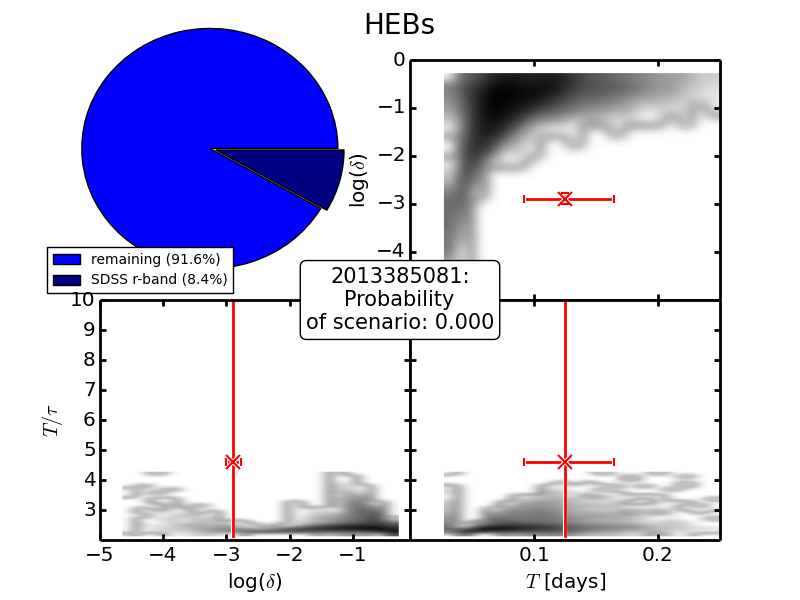 HEBs
remaining (91.6%)
SDSS r-band (8.4%)
log(δ)
0
−1
−2
−3
−4
2013385081:
Probability
of scenario: 0.000
T/τ
10
9
8
7
6
5
4
3
−5
−4
−3
−2
−1
log(δ)
0.1
0.2
T [days]